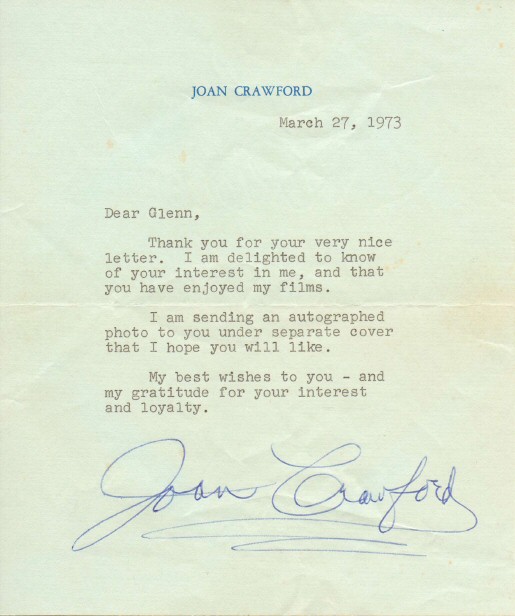 JOAN CRAWFORD
March 27, 1973
Dear Glenn,
Thank you for your very nice
letter. I am delighted to know
of your interest in me, and that
you have enjoyed my films.
I am sending an autographed
photo to you under separate cover
that I hope you will like.
My best wishes to you - and
my gratitude for your interest
and loyalty.
Joan Crawford